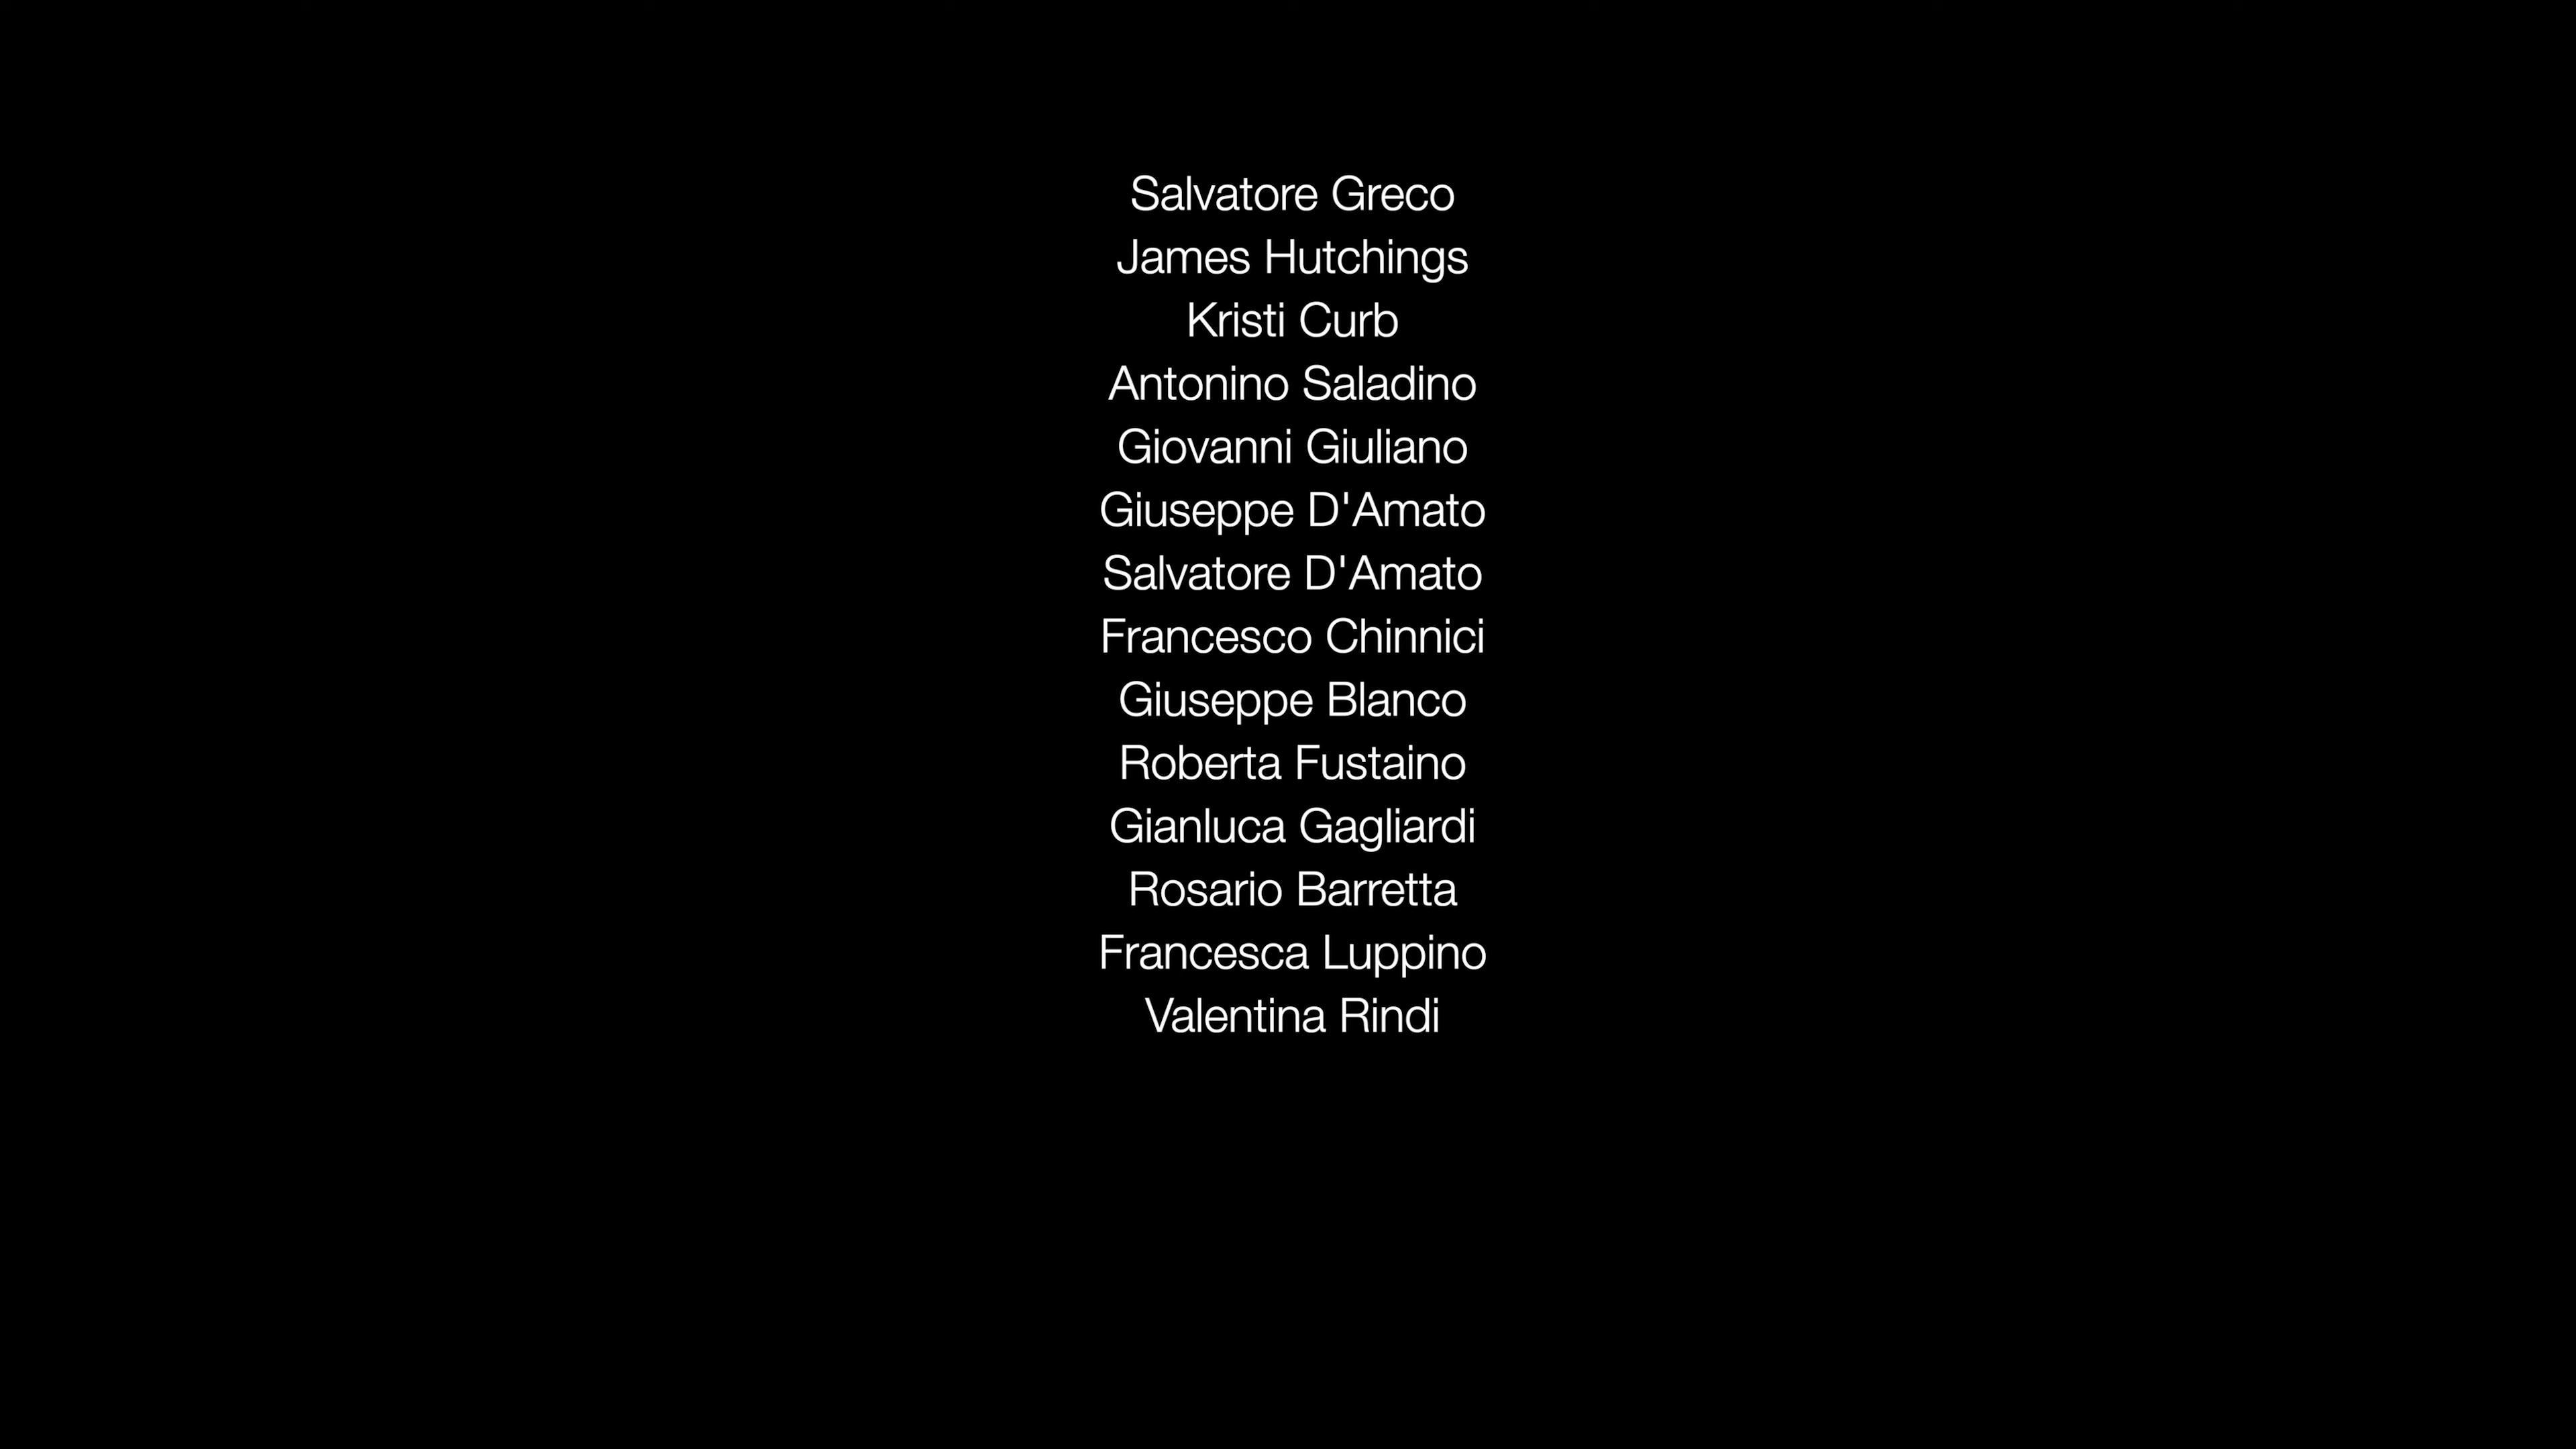 Salvatore Greco
James Hutchings
Kristi Curb
Antonino Saladino
Giovanni Giuliano
Giuseppe D'Amato
Salvatore D'Amato
Francesco Chinnici
Giuseppe Blanco
Roberta Fustaino
Gianluca Gagliardi
Rosario Barretta
Francesca Luppino
Valentina Rindi